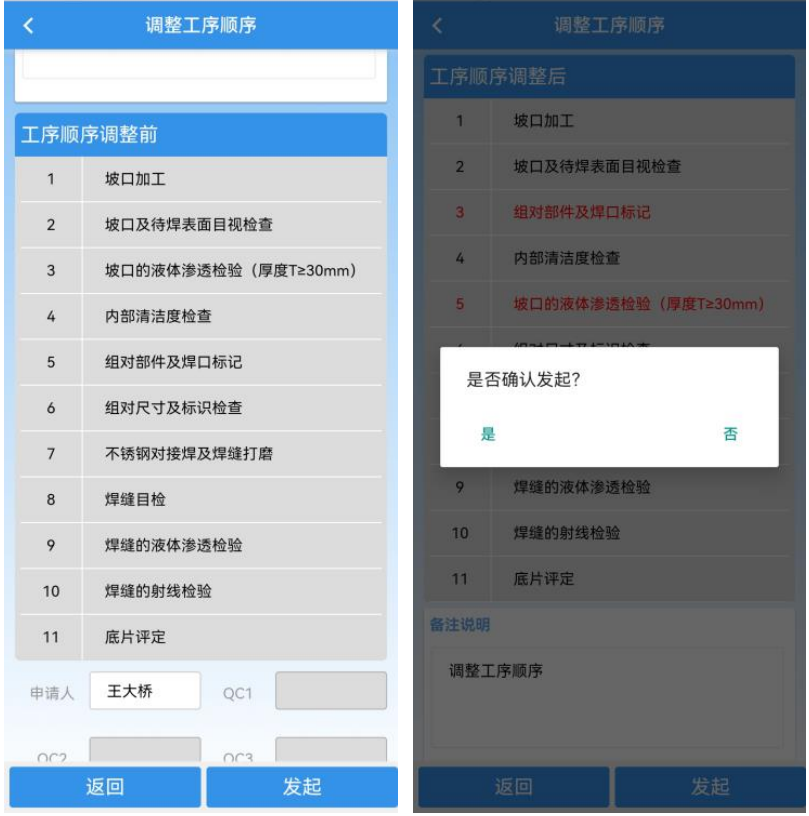 调整工序顺序
工序顺序调整前
1 坡口加工
2 坡口及待焊表面目视检查
3 坡口的液体渗透检验（厚度T≥30mm）
4 内部清洁度检查
5 组对部件及焊口标记
6 组对尺寸及标识检查
7 不锈钢对接焊及焊缝打磨
8 焊缝目检
9 焊缝的液体渗透检验
10 焊缝的射线检验
11 底片评定
申请人 王大桥 QC1
QC2 QC3
返回 发起
调整工序顺序
工序顺序调整后
1 坡口加工
2 坡口及待焊表面目视检查
3 组对部件及焊口标记
4 内部清洁度检查
5 坡口的液体渗透检验（厚度T≥30mm）
是否确认发起？
是 否
9 焊缝的液体渗透检验
10 焊缝的射线检验
11 底片评定
备注说明
调整工序顺序
返回 发起